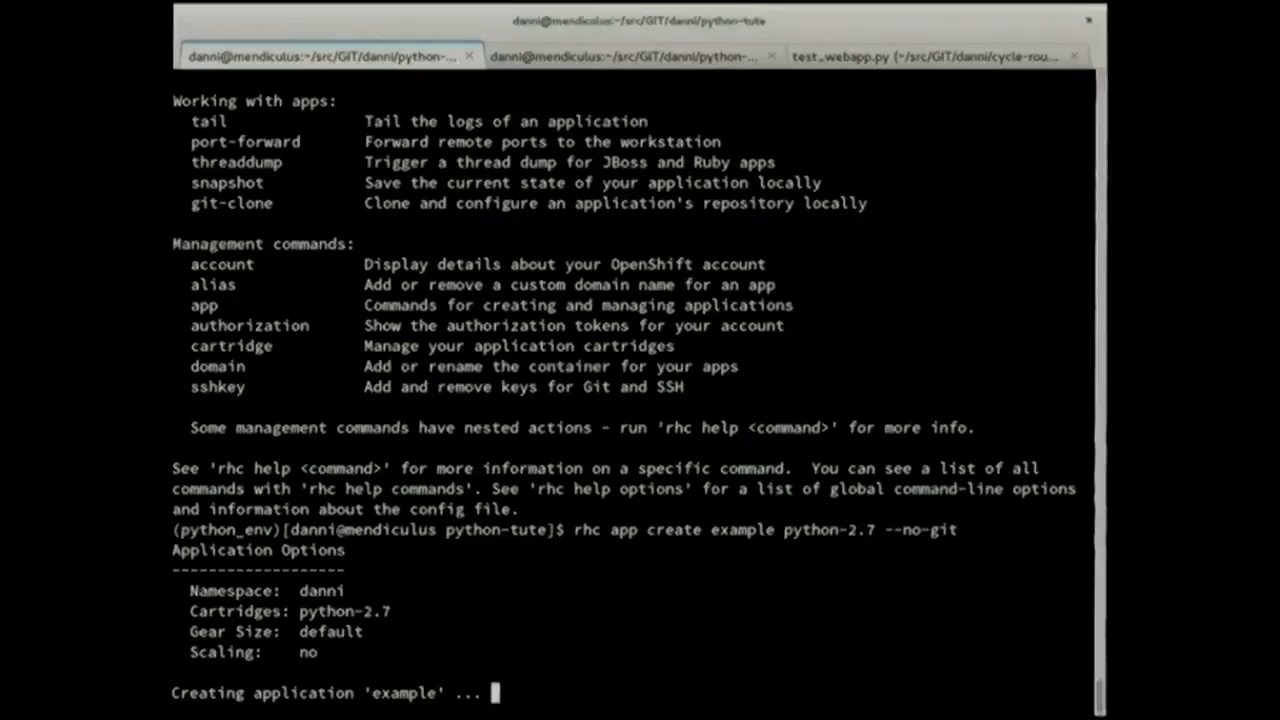 danni@mendiculus:~/src/GIT/danni/python-tute
danni@mendiculus:~/src/GIT/danni/python-... danni@mendiculus:~/src/GIT/danni/python-... test_webapp.py (~/src/GIT/danni/cycle-rou...
Working with apps:
tail Tail the logs of an application
port-forward Forward remote ports to the workstation
threaddump Trigger a thread dump for JBoss and Ruby apps
snapshot Save the current state of your application locally
git-clone Clone and configure an application's repository locally
Management commands:
account Display details about your OpenShift account
alias Add or remove a custom domain name for an app
app Commands for creating and managing applications
authorization Show the authorization tokens for your account
cartridge Manage your application cartridges
domain Add or rename the container for your apps
sshkey Add and remove keys for Git and SSH
Some management commands have nested actions - run 'rhc help <command>' for more info.
See 'rhc help <command>' for more information on a specific command. You can see a list of all
commands with 'rhc help commands'. See 'rhc help options' for a list of global command-line options
and information about the config file.
(python_env)[danni@mendiculus python-tute]$ rhc app create example python-2.7 --no-git
Application Options
-------------------
Namespace: danni
Cartridges: python-2.7
Gear Size: default
Scaling: no
Creating application 'example' ...